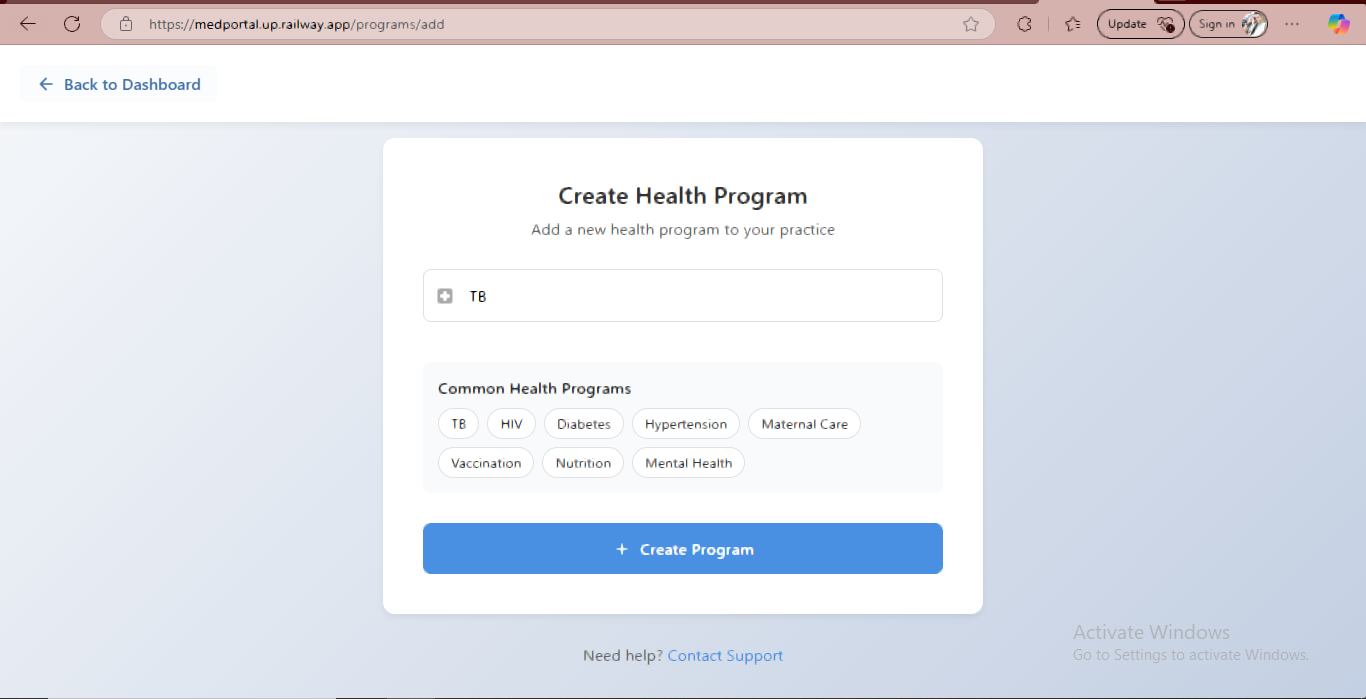 https://medportal.up.railway.app/programs/add
Update
Sign in
Back to Dashboard
Create Health Program
Add a new health program to your practice
TB
Common Health Programs
TB HIV Diabetes Hypertension Maternal Care
Vaccination Nutrition Mental Health
+ Create Program
Need help? Contact Support
Activate Windows
Go to Settings to activate Windows.